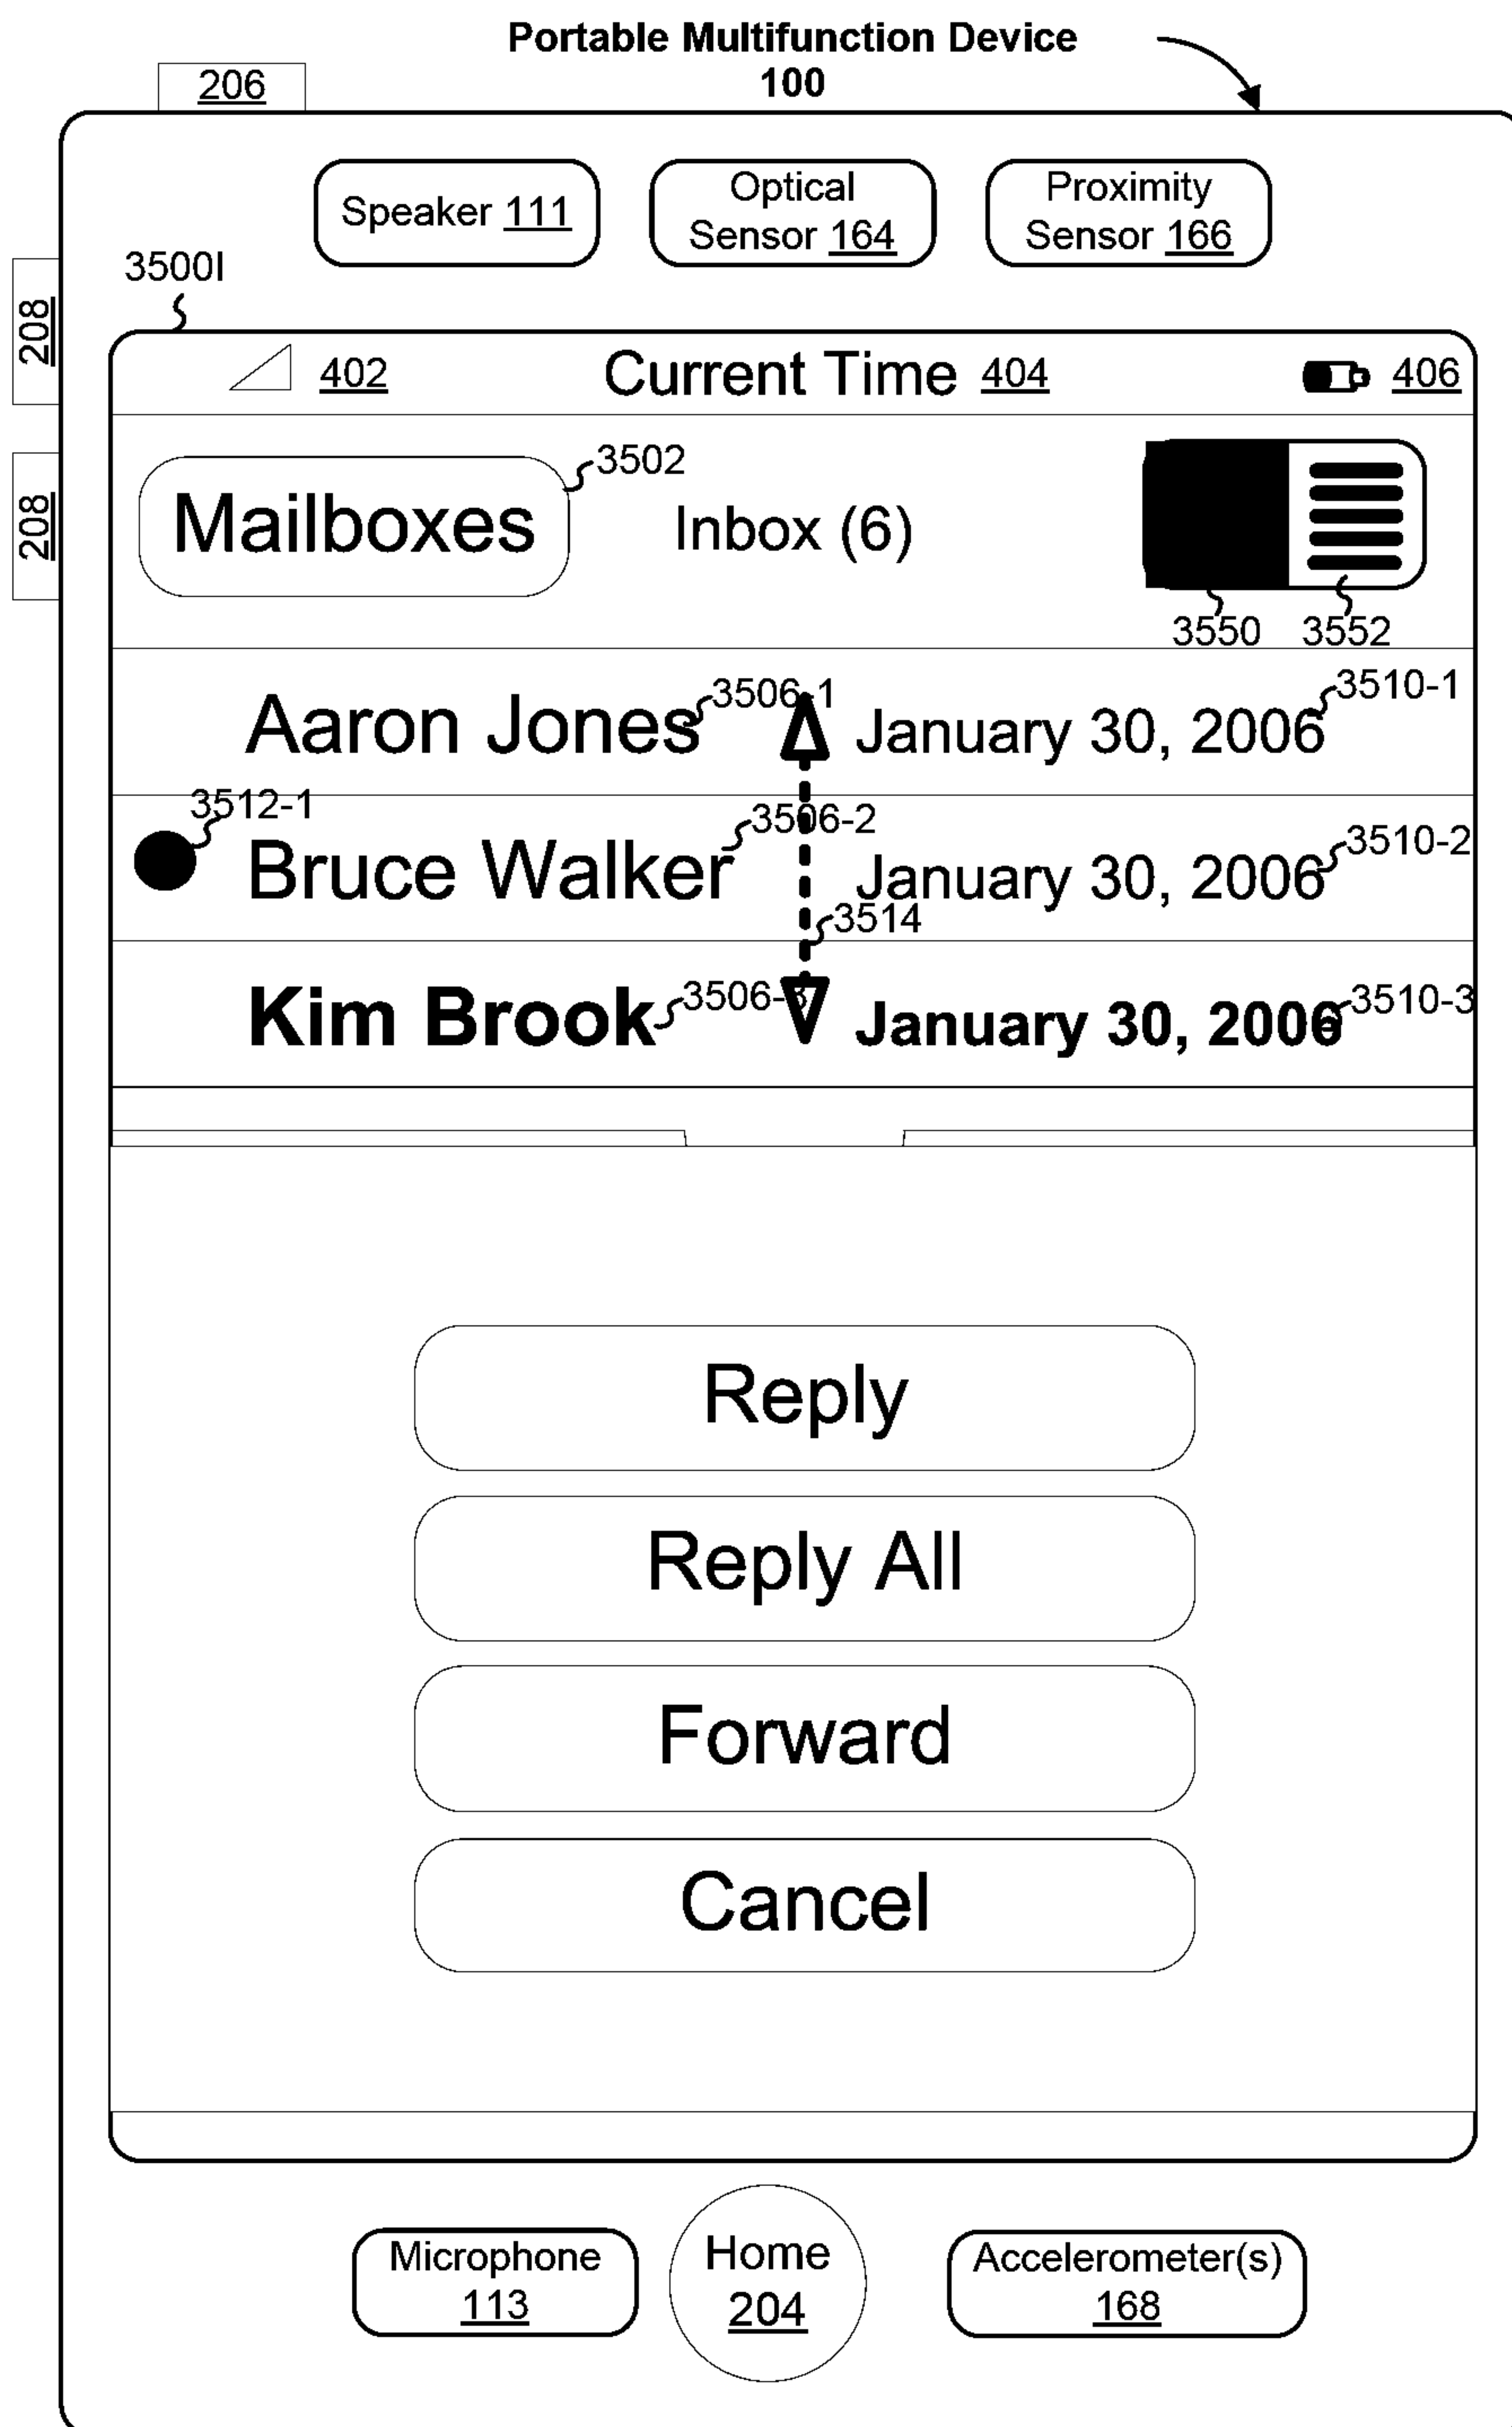 Portable Multifunction Device
100
206
Speaker 111
Optical
Sensor 164
Proximity
Sensor 166
3500I
208
208
402
Current Time 404
406
Mailboxes
3502
Inbox (6)
3550
3552
Aaron Jones
3506-1
January 30, 2006
3510-1
3512-1
Bruce Walker
3506-2
January 30, 2006
3510-2
3514
Kim Brook
3506-3
January 30, 2006
3510-3
Reply
Reply All
Forward
Cancel
Microphone
113
Home
204
Accelerometer(s)
168